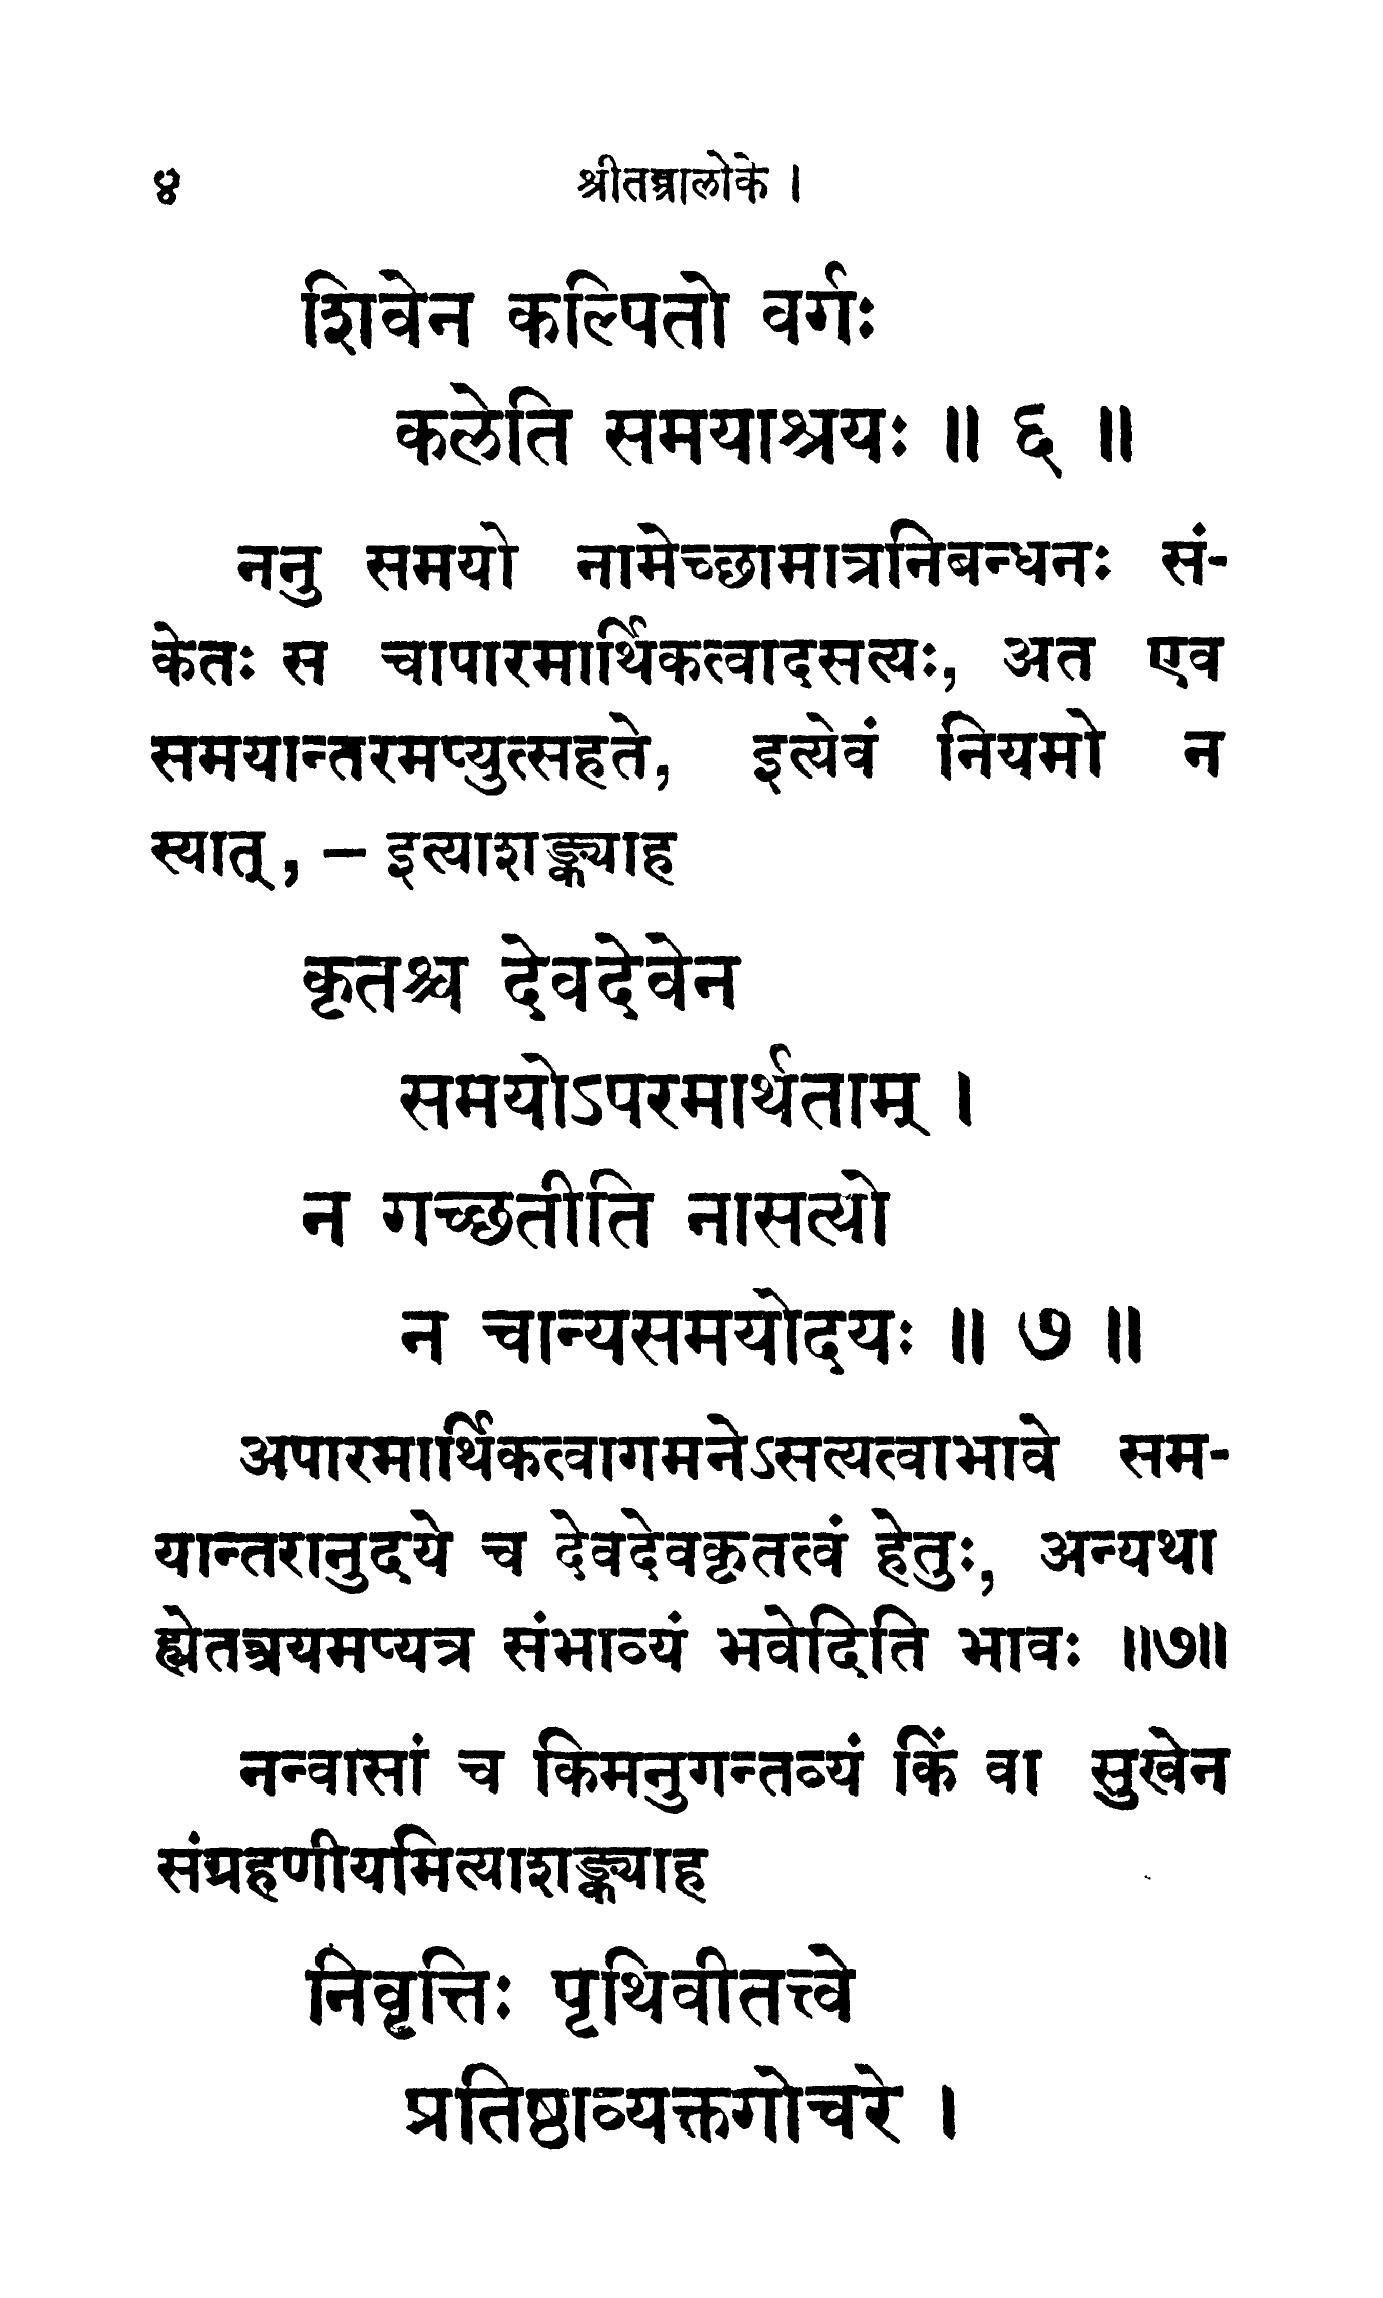 ४ श्रीतन्त्रालोके ।
शिवेन कल्पितो वर्गः
कलेति समयाश्रयः ॥ ६ ॥
ननु समयो नामेच्छामात्रनिबन्धनः सं-
केतः स चापारमार्थिकत्वादसत्यः, अत एव
समयान्तरमप्युत्सहते, इत्येवं नियमो न
स्यात्, – इत्याशङ्क्याह
कृतश्च देवदेवेन
समयोऽपरमार्थताम् ।
न गच्छतीति नासत्यो
न चान्यसमयोदयः ॥ ७ ॥
अपारमार्थिकत्वागमनेऽसत्यत्वाभावे सम-
यान्तरानुदये च देवदेवकृतत्वं हेतुः, अन्यथा
ह्येतत्त्रयमप्यत्र संभाव्यं भवेदिति भावः ॥७॥
नन्वासां च किमनुगन्तव्यं किं वा सुखेन
संग्रहणीयमित्याशङ्क्याह
निवृत्तिः पृथिवीतत्त्वे
प्रतिष्ठाव्यक्तगोचरे ।